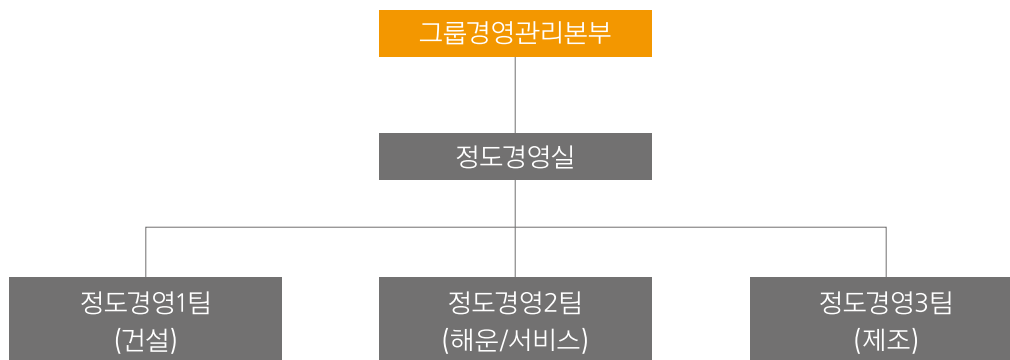 그룹경영관리본부
정도경영실
정도경영1팀
(건설)
정도경영2팀
(해운/서비스)
정도경영3팀
(제조)